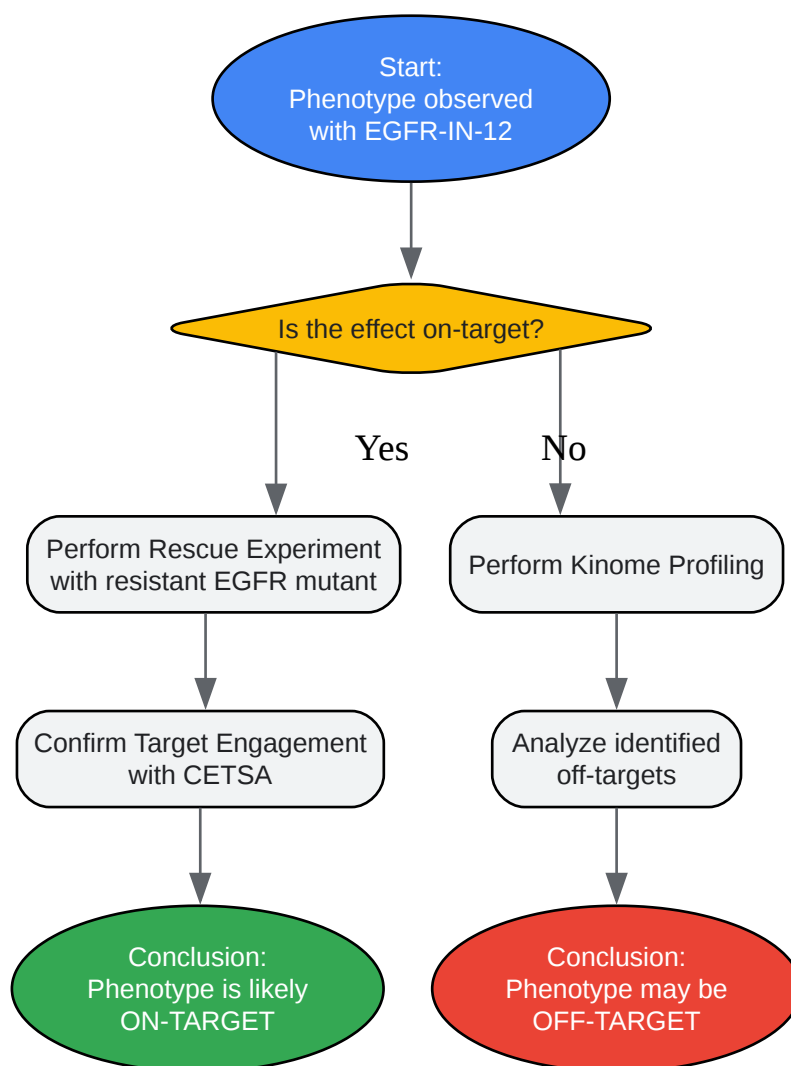 Start:
Phenotype observed
with EGFR-IN-12
Is the effect on-target?
Yes
No
Perform Rescue Experiment
with resistant EGFR mutant
Perform Kinome Profiling
Confirm Target Engagement
with CETSA
Analyze identified
off-targets
Conclusion:
Phenotype is likely
ON-TARGET
Conclusion:
Phenotype may be
OFF-TARGET